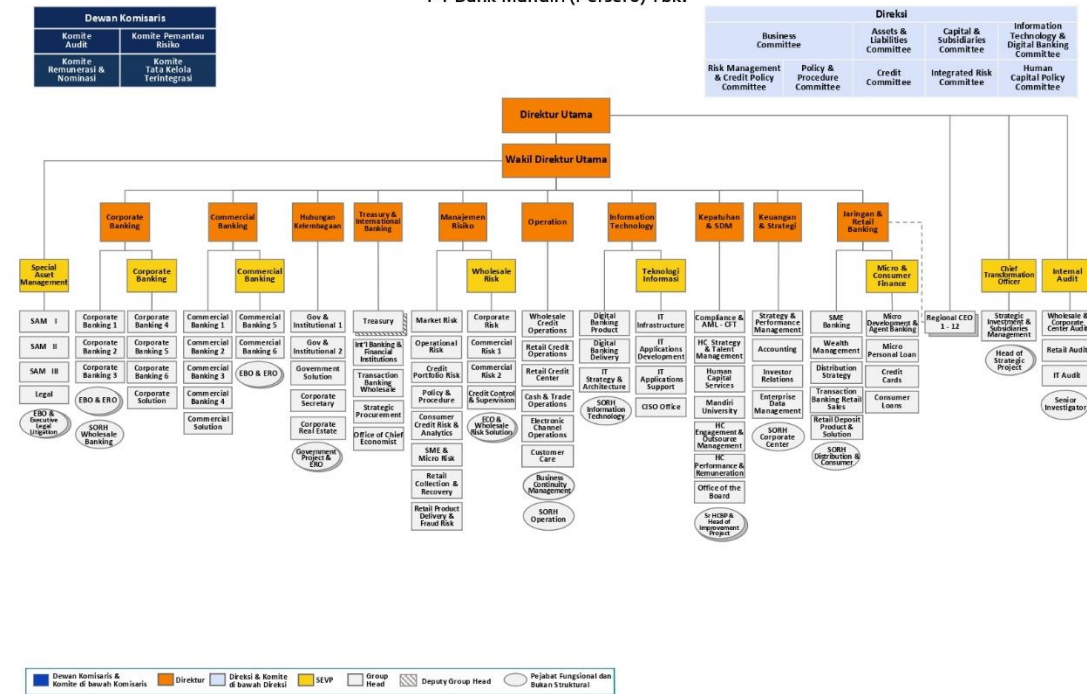 PT Bank Mandiri (Persero) Tbk.
Dewan Komisaris
Komite
Audit
Komite Pemantau
Risiko
Komite
Remunerasi &
Nominasi
Komite
Tata Kelola
Terintegrasi
Direksi
Business
Committee
Assets &
Liabilities
Committee
Capital &
Subsidiaries
Committee
Information
Technology &
Digital Banking
Committee
Risk Management
& Credit Policy
Committee
Policy &
Procedure
Committee
Credit
Committee
Integrated Risk
Committee
Human
Capital Policy
Committee
Direktur Utama
Wakil Direktur Utama
Corporate
Banking
Commercial
Banking
Hubungan
Kelembagaan
Treasury &
International
Banking
Manajemen
Risiko
Operation
Information
Technology
Kepatuhan
& SDM
Keuangan
& Strategi
Jaringan &
Retail
Banking
Special
Asset
Management
Corporate
Banking
Commercial
Banking
Wholesale
Risk
Teknologi
Informasi
Micro &
Consumer
Finance
Chief
Transformation
Officer
Internal
Audit
SAM I
SAM II
SAM III
Legal
EBO &
Executive
Legal
Litigation
Corporate
Banking 1
Corporate
Banking 2
Corporate
Banking 3
EBO & ERO
SORH
Wholesale
Banking
Corporate
Banking 4
Corporate
Banking 5
Corporate
Banking 6
Corporate
Solution
Commercial
Banking 1
Commercial
Banking 2
Commercial
Banking 3
Commercial
Banking 4
Commercial
Solution
Commercial
Banking 5
Commercial
Banking 6
EBO & ERO
Gov &
Institutional 1
Gov &
Institutional 2
Government
Solution
Corporate
Secretary
Corporate
Real Estate
Government
Project &
ERO
Treasury
Int'l Banking &
Financial
Institutions
Transaction
Banking
Wholesale
Strategic
Procurement
Office of Chief
Economist
Market Risk
Operational
Risk
Credit
Portfolio Risk
Policy &
Procedure
Consumer
Credit Risk &
Analytics
SME &
Micro Risk
Retail
Collection &
Recovery
Retail Product
Delivery &
Fraud Risk
Corporate
Risk
Commercial
Risk 1
Commercial
Risk 2
Credit Control
& Supervision
ECO &
Wholesale
Risk Solution
Wholesale
Credit
Operations
Retail Credit
Operations
Retail Credit
Center
Cash & Trade
Operations
Electronic
Channel
Operations
Customer
Care
Business
Continuity
Management
SORH
Operation
Digital
Banking
Product
Digital
Banking
Delivery
IT
Strategy &
Architecture
SORH
Information
Technology
IT
Infrastructure
IT
Applications
Development
IT
Applications
Support
CISO Office
Compliance &
AML - CFT
HC Strategy
& Talent
Management
Human
Capital
Services
Mandiri
University
HC
Engagement &
Outsource
Management
HC
Performance &
Remuneration
Office of the
Board
Sr HCBP &
Head of
Improvement
Project
Strategy &
Performance
Management
Accounting
Investor
Relations
Enterprise
Data
Management
SORH
Corporate
Center
SME
Banking
Wealth
Management
Distribution
Strategy
Transaction
Banking Retail
Sales
Retail Deposit
Product &
Solution
SORH
Distribution &
Consumer
Micro
Development &
Agent Banking
Micro
Personal Loan
Credit
Cards
Consumer
Loans
Regional CEO
1 - 12
Strategic
Investment &
Subsidiaries
Management
Head of
Strategic
Project
Wholesale &
Corporate
Center Audit
Retail Audit
IT Audit
Senior
Investigator
Dewan Komisaris &
Komite di bawah Komisaris
Direktur
Direksi & Komite
di bawah Direksi
SEVP
Group
Head
Deputy Group Head
Pejabat Fungsional dan
Bukan Struktural